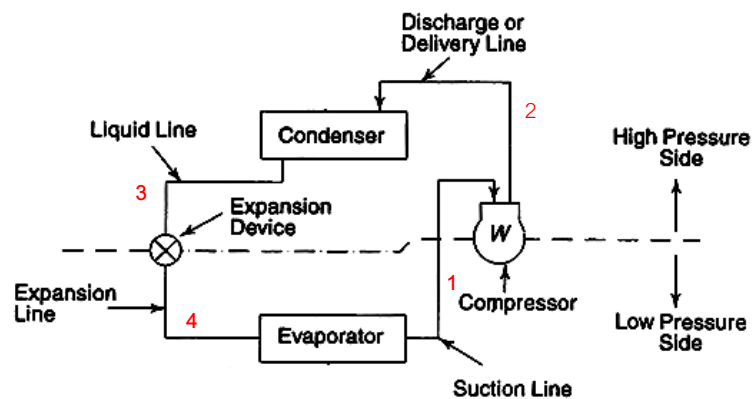 Discharge or
Delivery Line
2
Condenser
Liquid Line
High Pressure
Side
3
Expansion
Device
W
1
Expansion
Line
Compressor
4
Evaporator
Low Pressure
Side
Suction Line